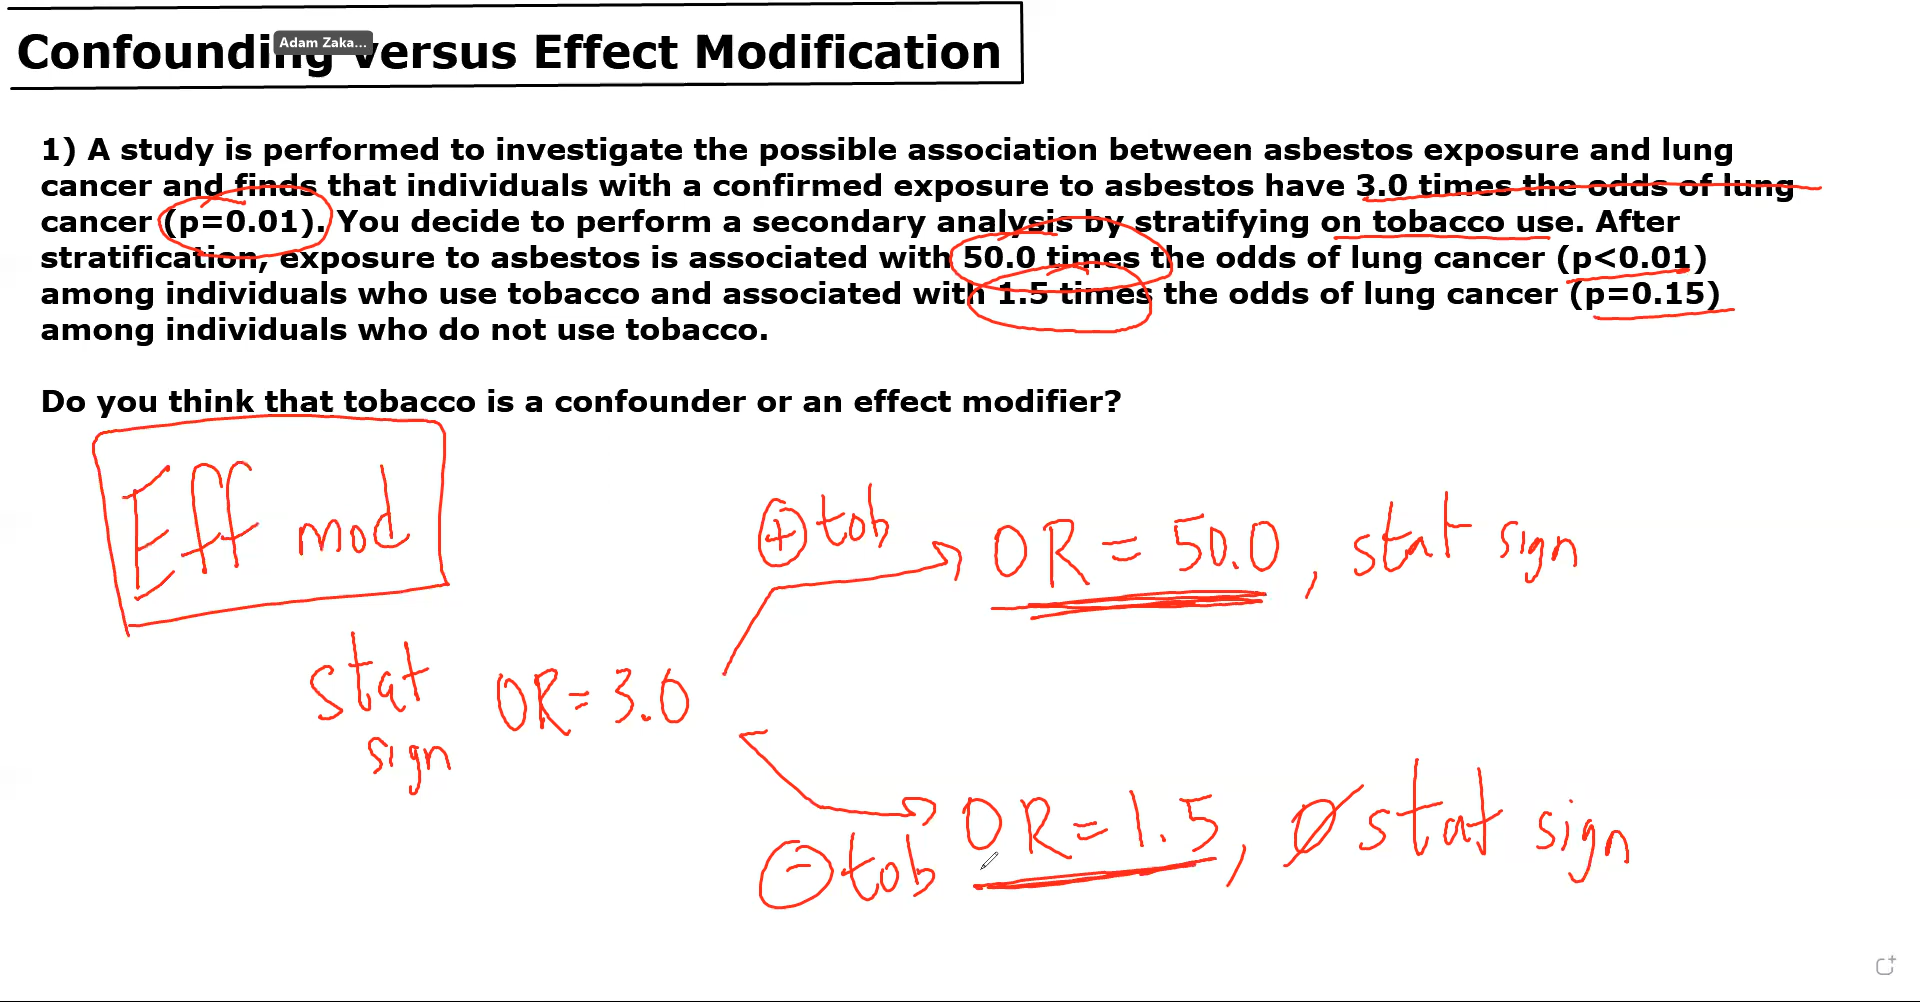 Confounding versus Effect Modification
Adam Zaka...
1) A study is performed to investigate the possible association between asbestos exposure and lung
cancer and finds that individuals with a confirmed exposure to asbestos have 3.0 times the odds of lung
cancer (p=0.01). You decide to perform a secondary analysis by stratifying on tobacco use. After
stratification, exposure to asbestos is associated with 50.0 times the odds of lung cancer (p<0.01)
among individuals who use tobacco and associated with 1.5 times the odds of lung cancer (p=0.15)
among individuals who do not use tobacco.
Do you think that tobacco is a confounder or an effect modifier?
Eff mod
⊕ tob
OR = 50.0, stat sign
stat sign
OR = 3.0
⊖ tob
OR = 1.5, Ø stat sign